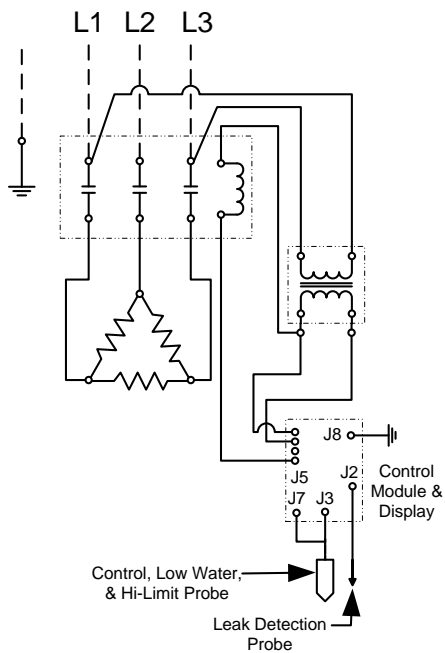 L1 L2 L3
J8
J5
J2
J7 J3
Control
Module &
Display
Control, Low Water,
& Hi-Limit Probe
Leak Detection
Probe